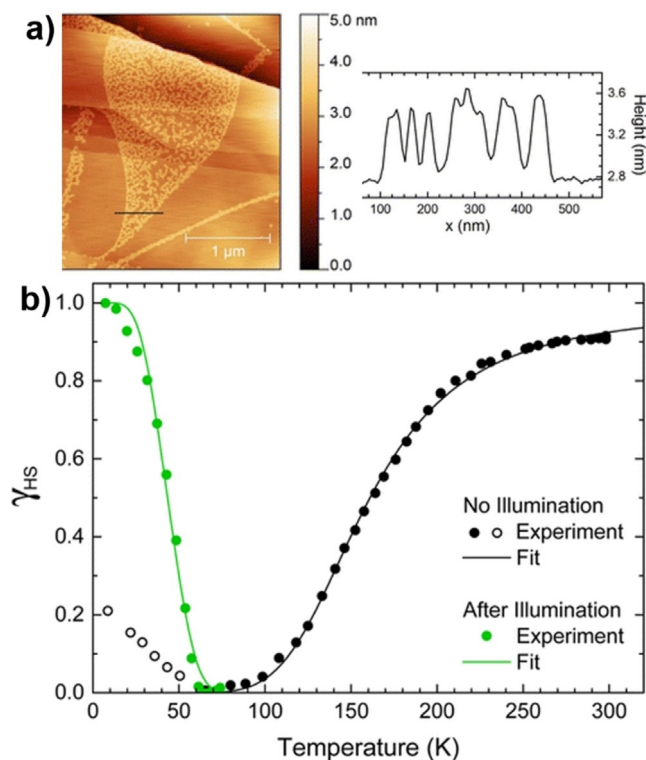 a)
5.0 nm
4.0
3.0
2.0
1.0
0.0
1 µm
3.6
3.2
2.8
Height (nm)
100 200 300 400 500
x (nm)
b)
1.0
0.8
0.6
0.4
0.2
0.0
γHS
No Illumination
Experiment
Fit
After Illumination
Experiment
Fit
0 50 100 150 200 250 300
Temperature (K)